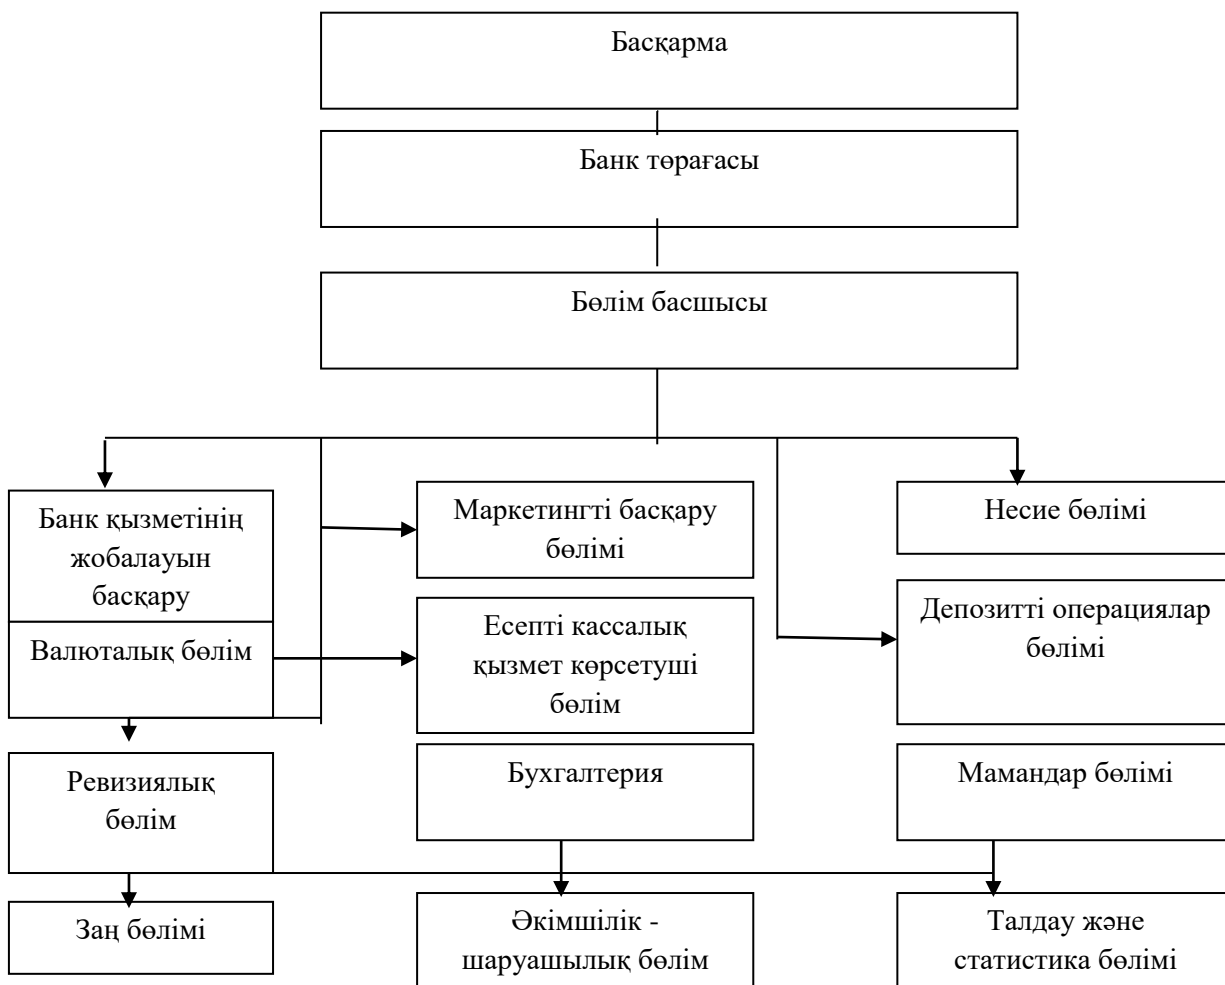 Басқарма
Банк төрағасы
Бөлім басшысы
Банк қызметінің
жобалауын
басқару
Маркетингті басқару
бөлімі
Несие бөлімі
Валюталық бөлім
Есепті кассалық
қызмет көрсетуші
бөлім
Депозитті операциялар
бөлімі
Ревизиялық
бөлім
Бухгалтерия
Мамандар бөлімі
Заң бөлімі
Әкімшілік -
шаруашылық бөлім
Талдау және
статистика бөлімі